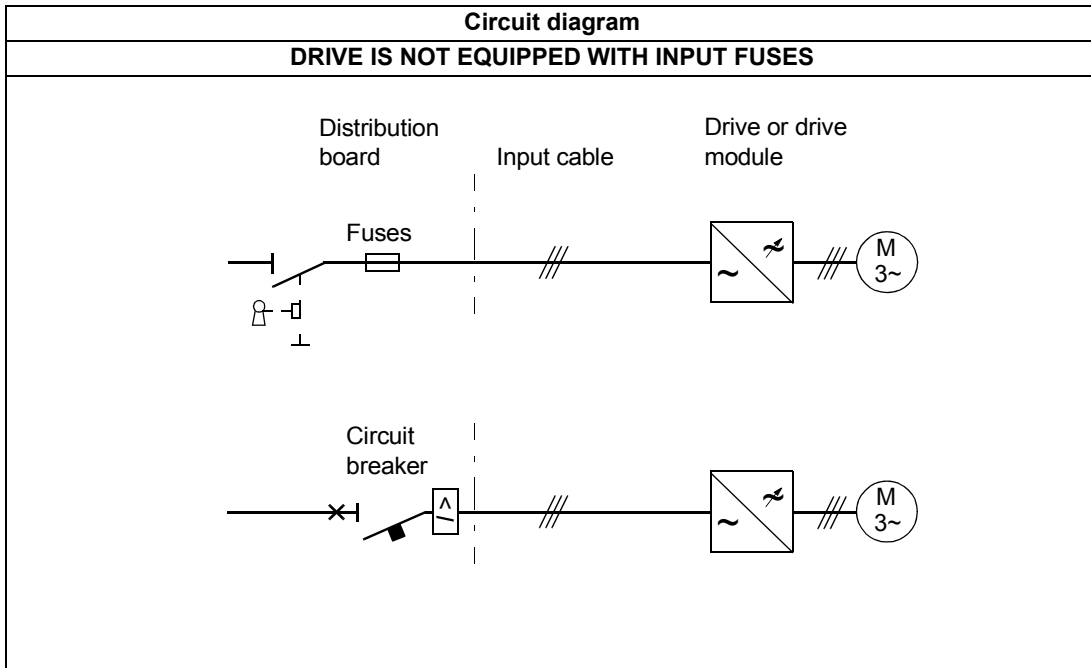 Circuit diagram
DRIVE IS NOT EQUIPPED WITH INPUT FUSES
Distribution
board
Input cable
Drive or drive
module
Fuses
~
~
M
3~
Circuit
breaker
I>
~
~
M
3~